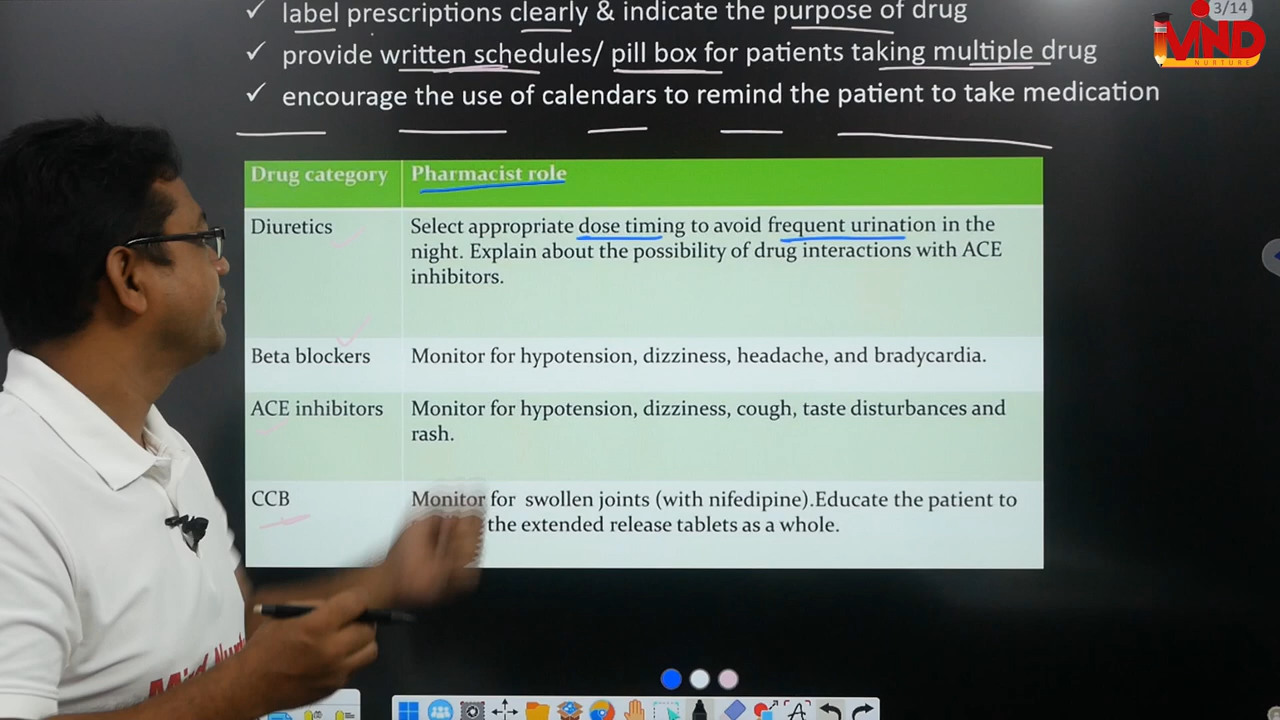 ✓ label prescriptions clearly & indicate the purpose of drug
3/14
MIND
NURTURE
✓ provide written schedules/ pill box for patients taking multiple drug
✓ encourage the use of calendars to remind the patient to take medication
Drug category Pharmacist role
Diuretics Select appropriate dose timing to avoid frequent urination in the
night. Explain about the possibility of drug interactions with ACE
inhibitors.
Beta blockers Monitor for hypotension, dizziness, headache, and bradycardia.
ACE inhibitors Monitor for hypotension, dizziness, cough, taste disturbances and
rash.
CCB Monitor for swollen joints (with nifedipine).Educate the patient to
the extended release tablets as a whole.